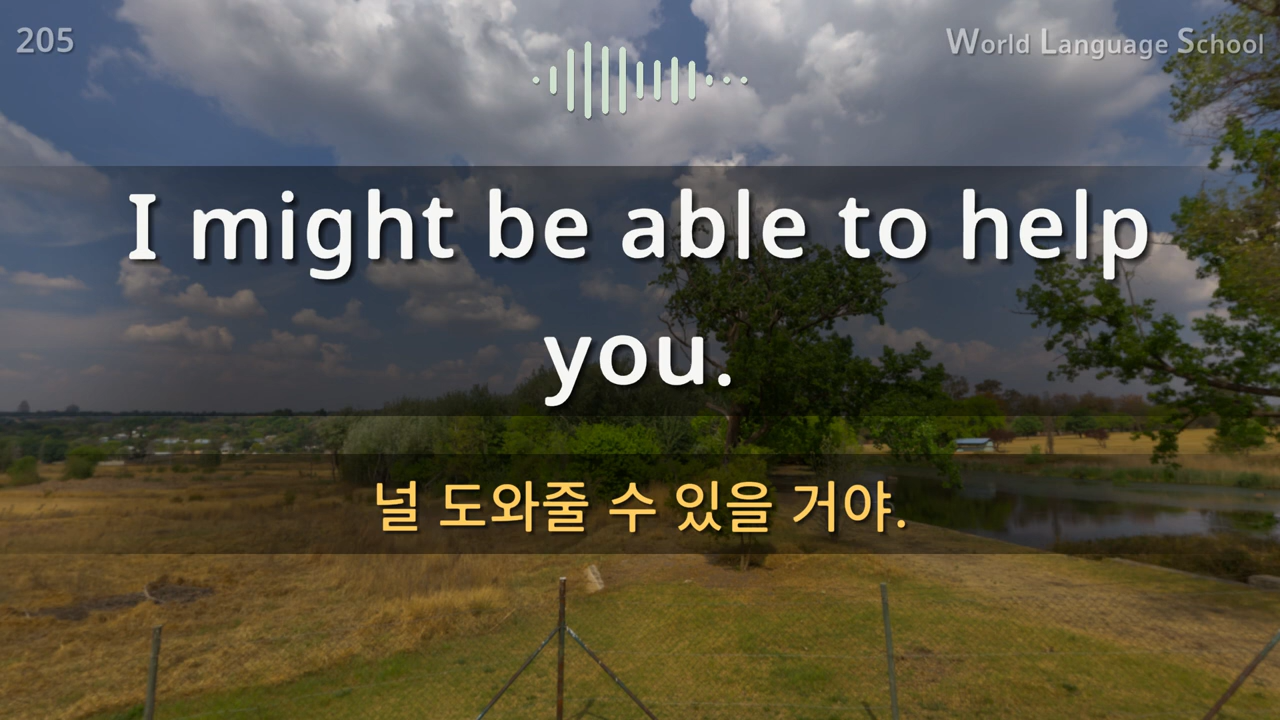 205
World Language School
I might be able to help
you.
널 도와줄 수 있을 거야.